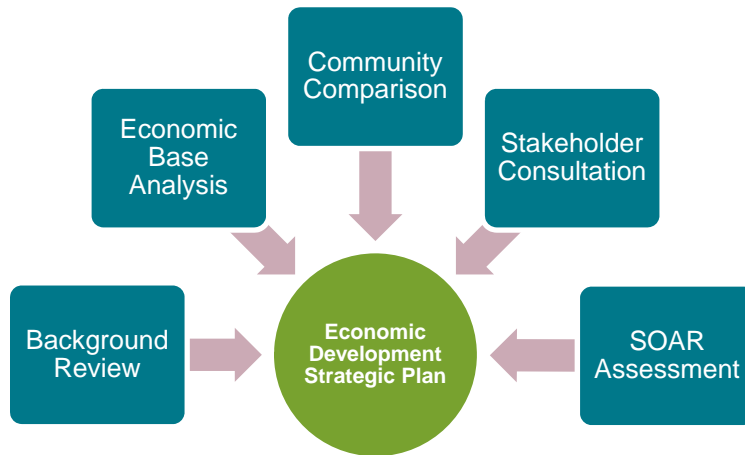 Community
Comparison
Economic
Base
Analysis
Stakeholder
Consultation
Background
Review
Economic
Development
Strategic Plan
SOAR
Assessment